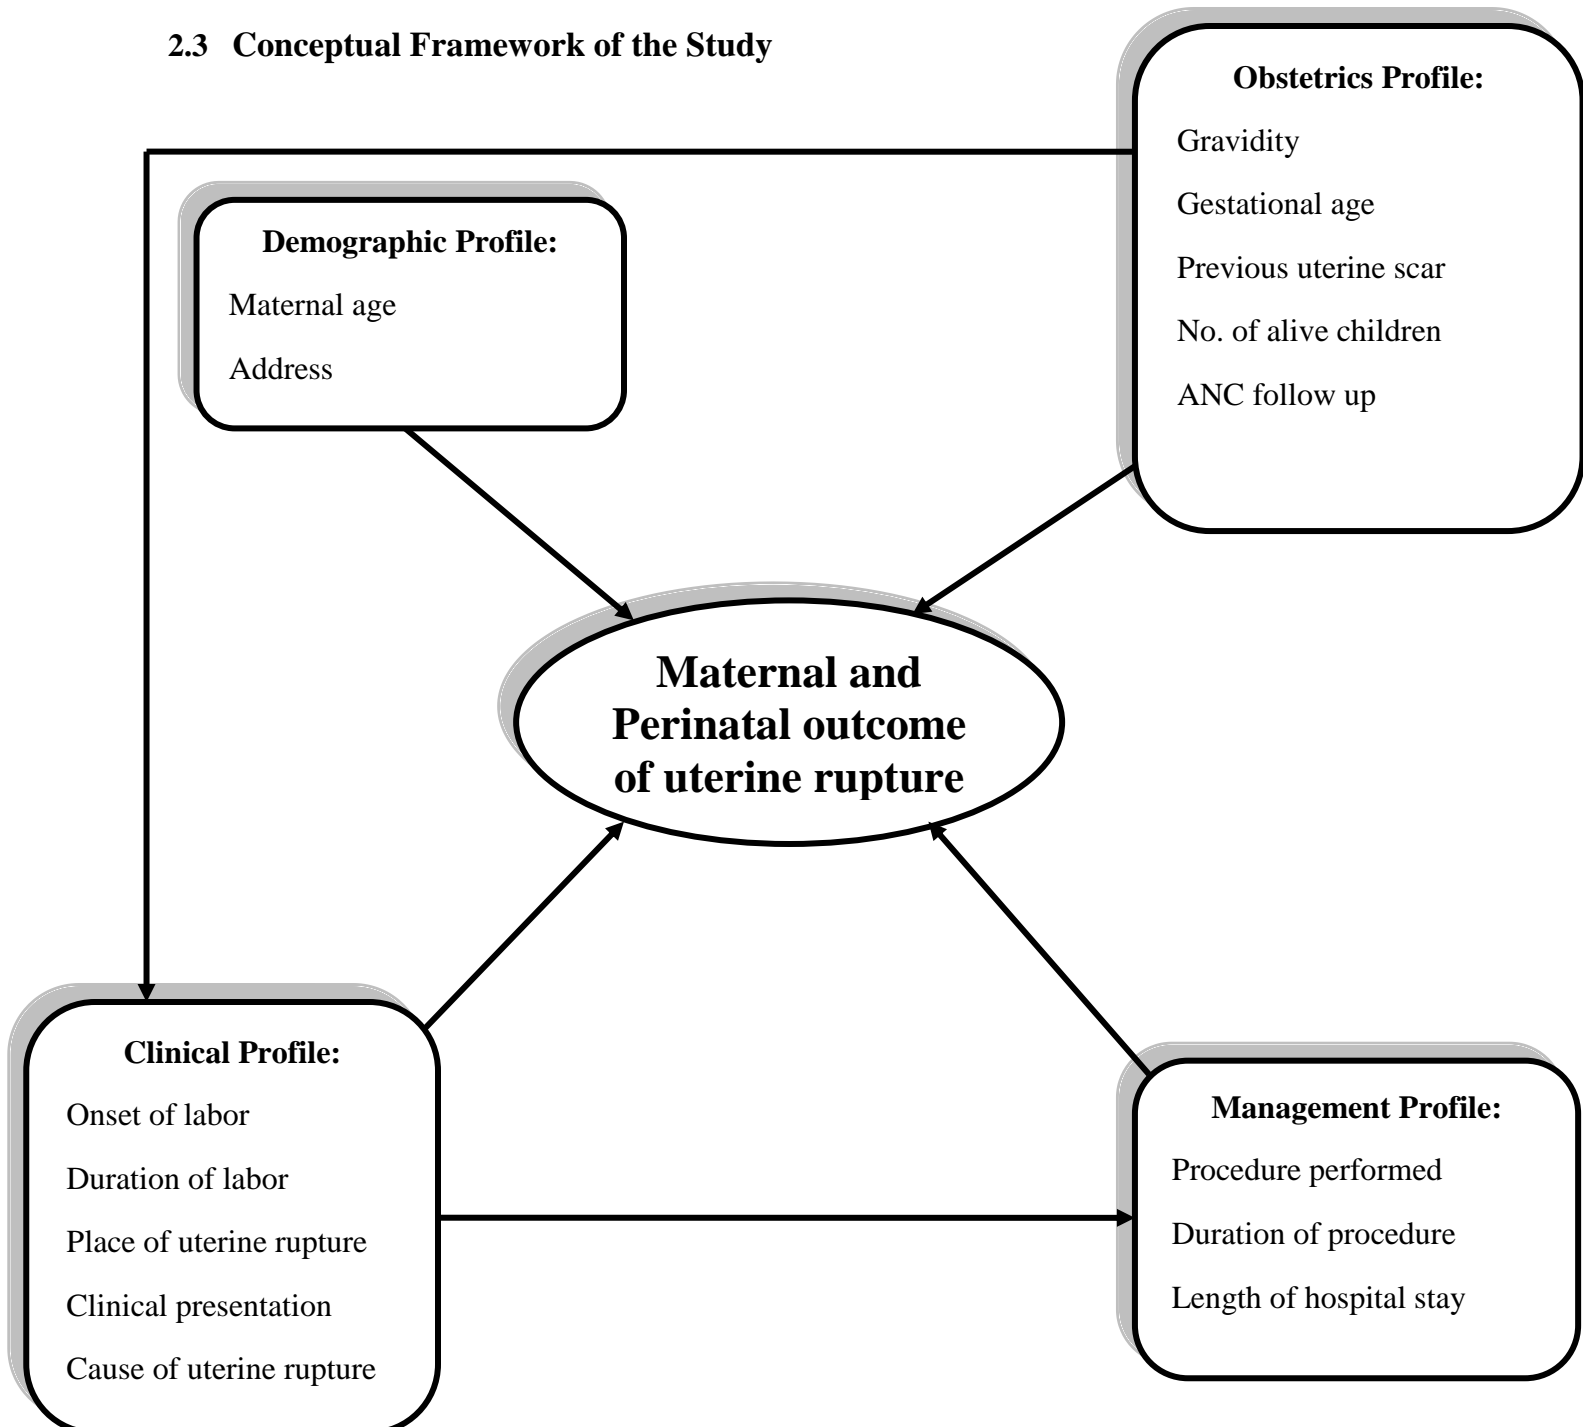 2.3 Conceptual Framework of the Study
Obstetrics Profile:
Gravidity
Gestational age
Previous uterine scar
No. of alive children
ANC follow up
Demographic Profile:
Maternal age
Address
Maternal and
Perinatal outcome
of uterine rupture
Clinical Profile:
Onset of labor
Duration of labor
Place of uterine rupture
Clinical presentation
Cause of uterine rupture
Management Profile:
Procedure performed
Duration of procedure
Length of hospital stay